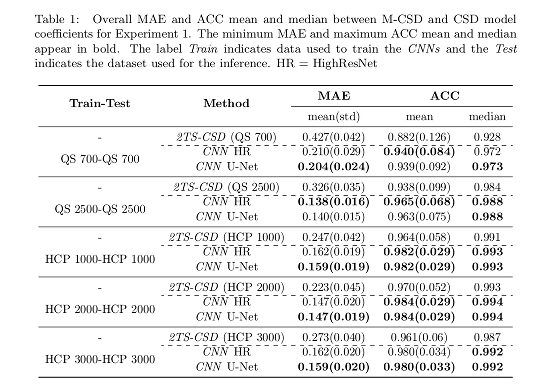 Table 1: Overall MAE and ACC mean and median between M-CSD and CSD model
coefficients for Experiment 1. The minimum MAE and maximum ACC mean and median
appear in bold. The label Train indicates data used to train the CNNs and the Test
indicates the dataset used for the inference. HR = HighResNet
Train-Test Method MAE ACC
mean(std) mean median
- 2TS-CSD (QS 700) 0.427(0.042) 0.882(0.126) 0.928
QS 700-QS 700 CNN HR 0.210(0.029) 0.940(0.084) 0.972
CNN U-Net 0.204(0.024) 0.939(0.092) 0.973
- 2TS-CSD (QS 2500) 0.326(0.035) 0.938(0.099) 0.984
QS 2500-QS 2500 CNN HR 0.138(0.016) 0.965(0.068) 0.988
CNN U-Net 0.140(0.015) 0.963(0.075) 0.988
- 2TS-CSD (HCP 1000) 0.247(0.042) 0.964(0.058) 0.991
HCP 1000-HCP 1000 CNN HR 0.162(0.019) 0.982(0.029) 0.993
CNN U-Net 0.159(0.019) 0.982(0.029) 0.993
- 2TS-CSD (HCP 2000) 0.223(0.045) 0.970(0.052) 0.993
HCP 2000-HCP 2000 CNN HR 0.147(0.020) 0.984(0.029) 0.994
CNN U-Net 0.147(0.019) 0.984(0.029) 0.994
- 2TS-CSD (HCP 3000) 0.273(0.040) 0.961(0.06) 0.987
HCP 3000-HCP 3000 CNN HR 0.162(0.020) 0.980(0.034) 0.992
CNN U-Net 0.159(0.020) 0.980(0.033) 0.992